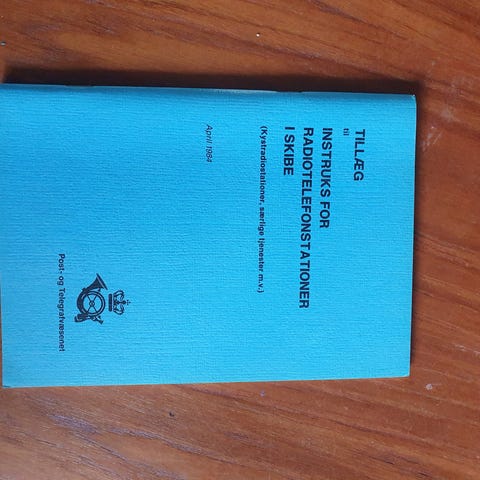 TILLÆG
til
INSTRUKS FOR
RADIOTELEFONSTATIONER
I SKIBE
(Kystradiostationer, særlige tjenester m.v.)
April 1984
Post- og Telegrafvæsenet